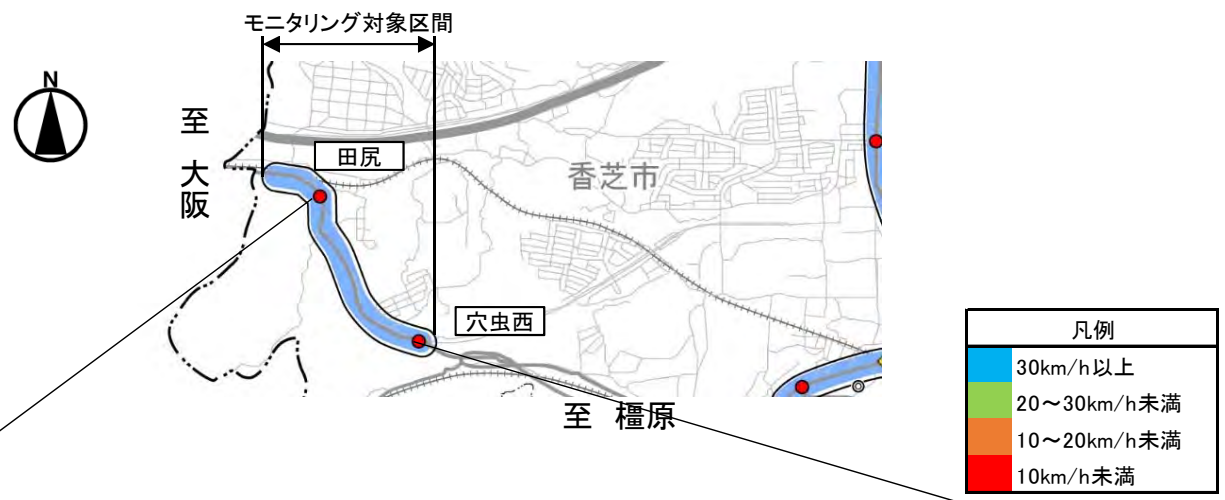 モニタリング対象区間
N
至
大
阪
田尻
香芝市
穴虫西
至 橿原
凡例
30km/h以上
20～30km/h未満
10～20km/h未満
10km/h未満